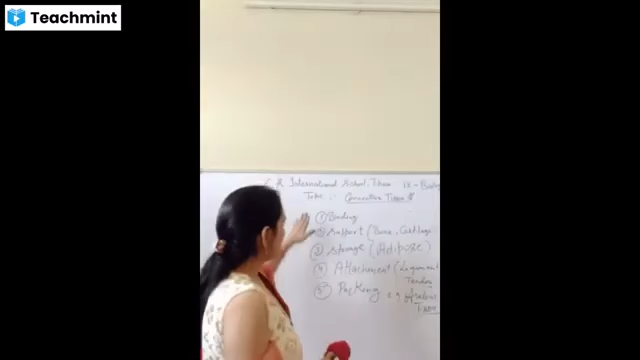 Teachmint
International School IX - Biology
Topic :- Connective Tissue
① Binding
② Support (Bone, Cartilage
③ Storage (Adipose)
④ Attachment (Ligament
Tendon
⑤ Packing e.g Areolar
Tissue